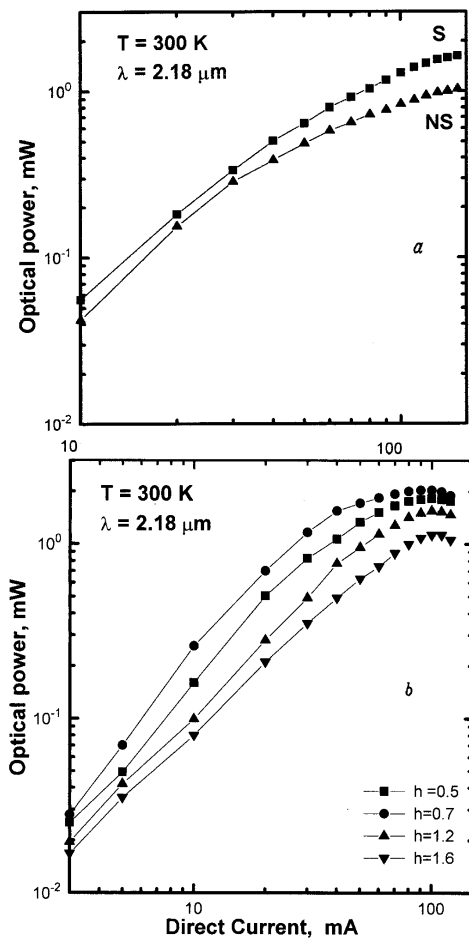 T = 300 K
λ = 2.18 μm
S
NS
a
Optical power, mW
10⁰
10⁻¹
10⁻²
10
100
T = 300 K
λ = 2.18 μm
b
Optical power, mW
10⁰
10⁻¹
10⁻²
h =0.5
h=0.7
h=1.2
h=1.6
10
100
Direct Current, mA